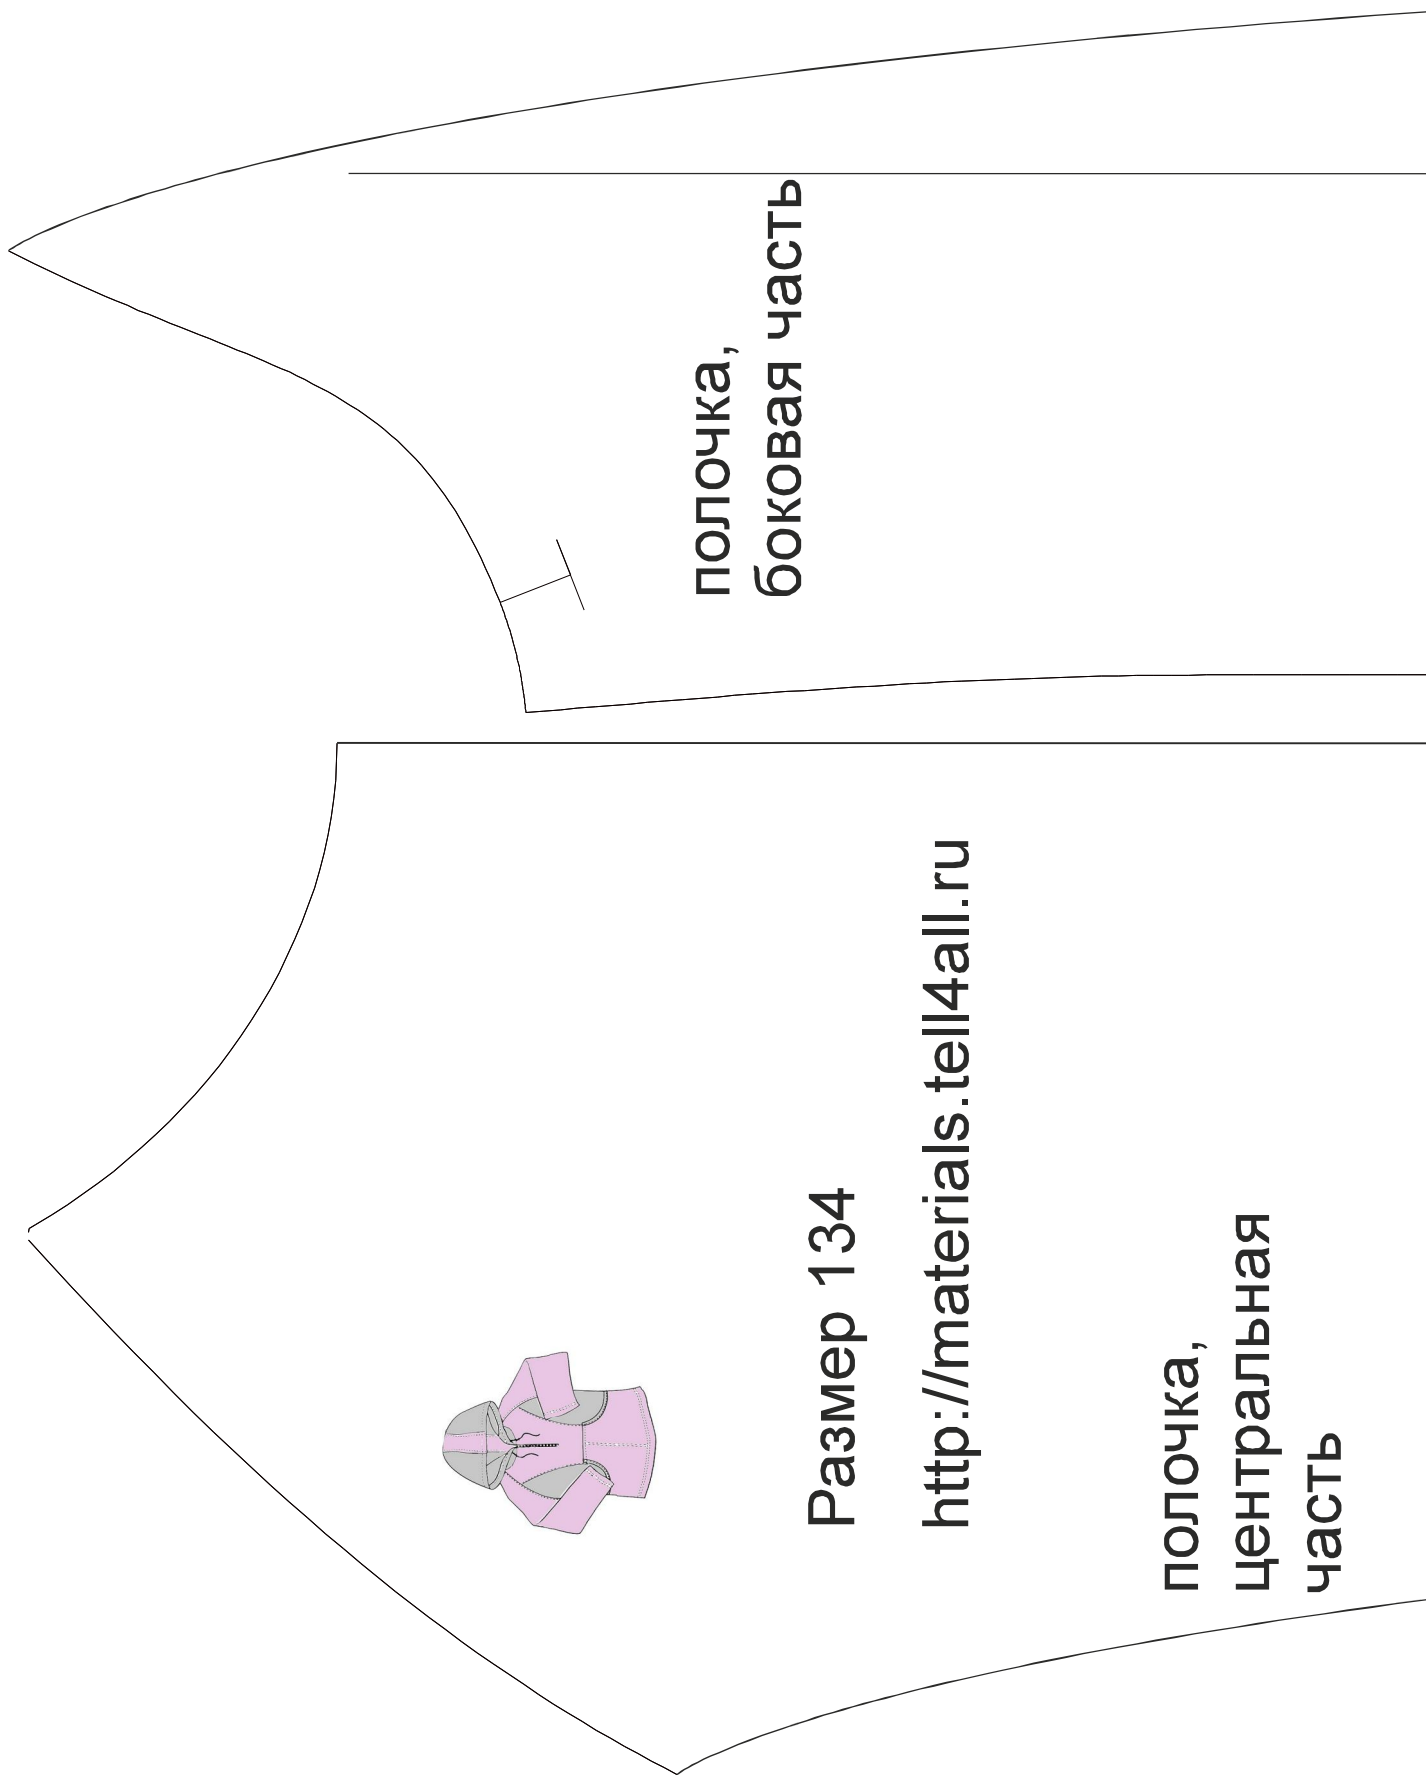 полочка,
боковая часть
Размер 134
http://materials.tell4all.ru
полочка,
центральная
часть